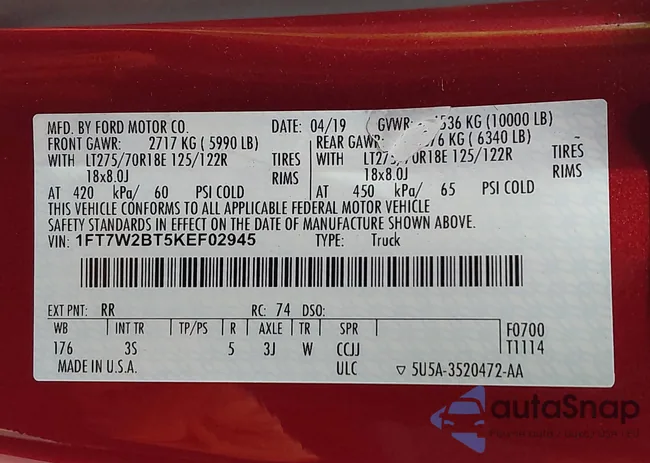 MFD. BY FORD MOTOR CO. DATE: 04/19 GVWR: 4536 KG (10000 LB)
FRONT GAWR: 2717 KG ( 5990 LB) REAR GAWR: KG ( 6340 LB)
WITH LT275/70R18E 125/122R TIRES WITH LT275/70R18E 125/122R TIRES
18x8.0J RIMS 18x8.0J RIMS
AT 420 kPa/ 60 PSI COLD AT 450 kPa/ 65 PSI COLD
THIS VEHICLE CONFORMS TO ALL APPLICABLE FEDERAL MOTOR VEHICLE
SAFETY STANDARDS IN EFFECT ON THE DATE OF MANUFACTURE SHOWN ABOVE.
VIN: 1FT7W2BT5KEF02945 TYPE: Truck
EXT PNT: RR RC: 74 DSO:
WB INT TR TP/PS R AXLE TR SPR F0700
176 3S 5 3J W CCJJ T1114
MADE IN U.S.A. ULC ▽ 5U5A-3520472-AA
autoSnap